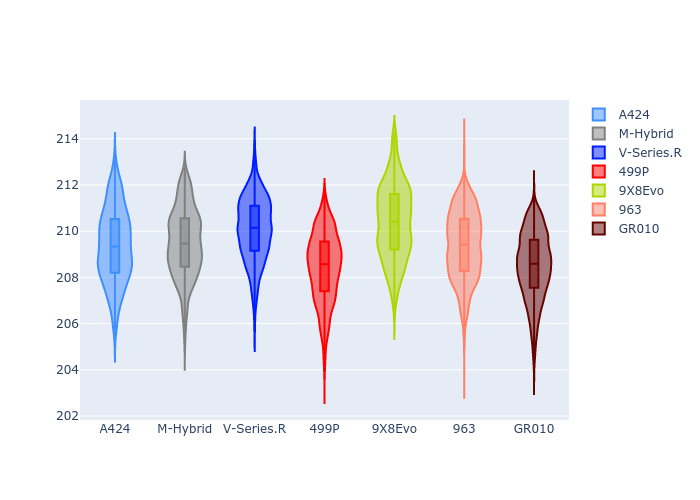 214
212
210
208
206
204
202
A424
M-Hybrid
V-Series.R
499P
9X8Evo
963
GR010
A424
M-Hybrid
V-Series.R
499P
9X8Evo
963
GR010